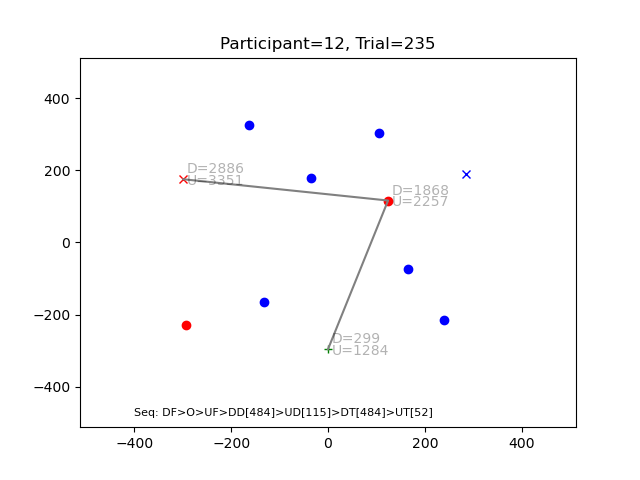 Participant=12, Trial=235
400
200
0
−200
−400
D=2886
U=3351
D=1868
U=2257
D=299
U=1284
Seq: DF>O>UF>DD[484]>UD[115]>DT[484]>UT[52]
−400
−200
0
200
400